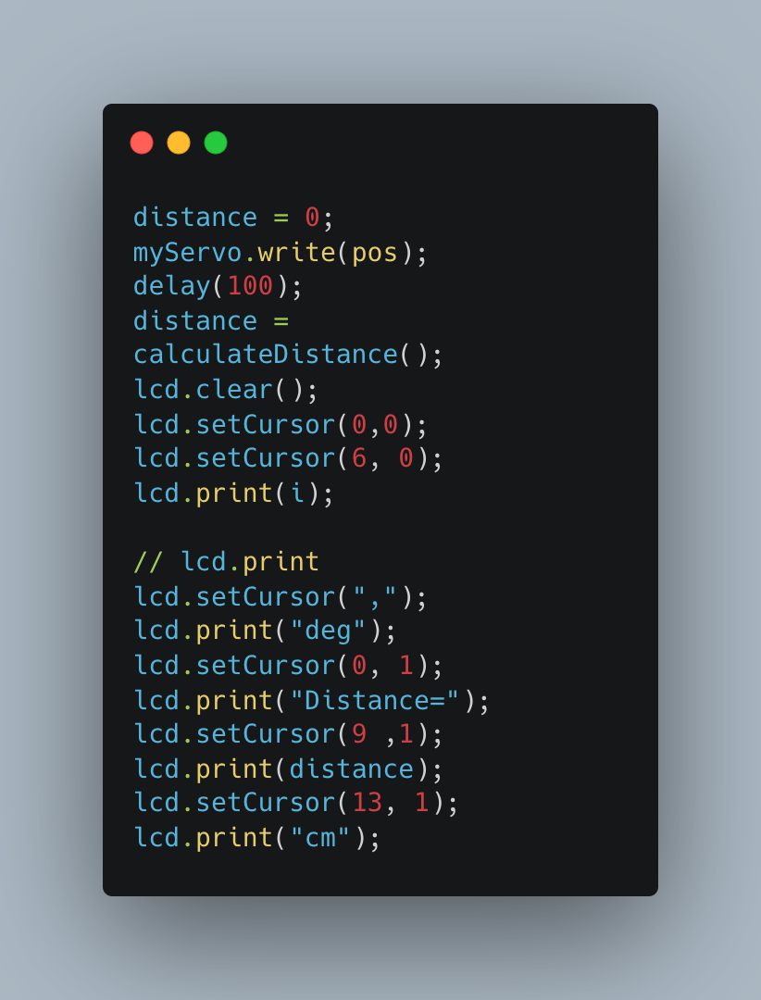 distance = 0;
myServo.write(pos);
delay(100);
distance =
calculateDistance();
lcd.clear();
lcd.setCursor(0,0);
lcd.setCursor(6, 0);
lcd.print(i);

// lcd.print
lcd.setCursor(",");
lcd.print("deg");
lcd.setCursor(0, 1);
lcd.print("Distance=");
lcd.setCursor(9 ,1);
lcd.print(distance);
lcd.setCursor(13, 1);
lcd.print("cm");